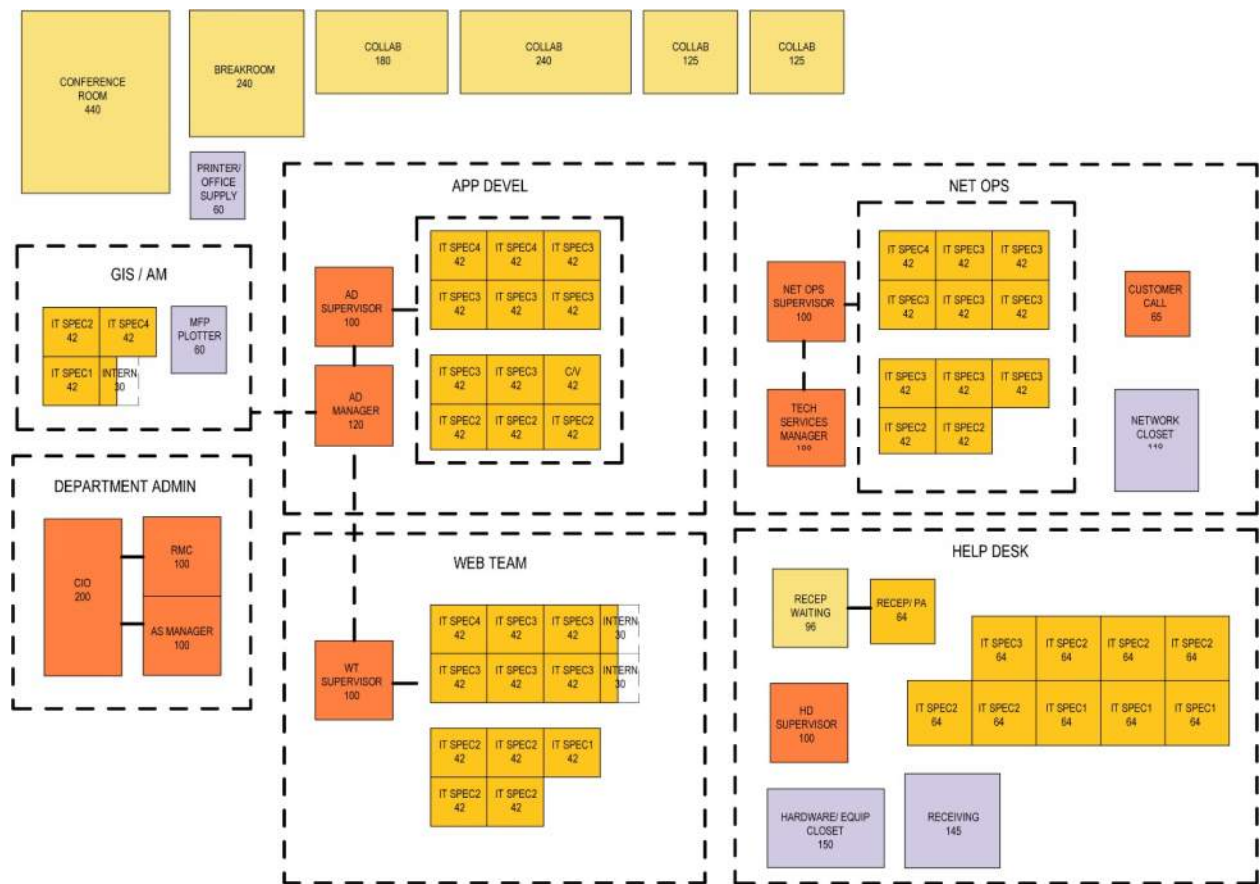 CONFERENCE
ROOM
440
BREAKROOM
240
COLLAB
180
COLLAB
240
COLLAB
125
COLLAB
125
PRINTER/
OFFICE
SUPPLY
60
GIS / AM
IT SPEC2
42
IT SPEC4
42
IT SPEC1
42
INTERN
30
MFP
PLOTTER
60
DEPARTMENT ADMIN
CIO
200
RMC
100
AS MANAGER
100
APP DEVEL
AD
SUPERVISOR
100
AD
MANAGER
120
IT SPEC4
42
IT SPEC4
42
IT SPEC3
42
IT SPEC3
42
IT SPEC3
42
IT SPEC3
42
IT SPEC3
42
IT SPEC3
42
C/V
42
IT SPEC2
42
IT SPEC2
42
IT SPEC2
42
WEB TEAM
WT
SUPERVISOR
100
IT SPEC4
42
IT SPEC3
42
IT SPEC3
42
INTERN
30
IT SPEC3
42
IT SPEC3
42
IT SPEC3
42
INTERN
30
IT SPEC2
42
IT SPEC2
42
IT SPEC1
42
IT SPEC2
42
IT SPEC2
42
NET OPS
NET OPS
SUPERVISOR
100
TECH
SERVICES
MANAGER
IT SPEC4
42
IT SPEC3
42
IT SPEC3
42
IT SPEC3
42
IT SPEC3
42
IT SPEC3
42
IT SPEC3
42
IT SPEC3
42
IT SPEC3
42
IT SPEC2
42
IT SPEC2
42
CUSTOMER
CALL
65
NETWORK
CLOSET
HELP DESK
RECEP
WAITING
96
RECEP/ PA
64
IT SPEC3
64
IT SPEC2
64
IT SPEC2
64
IT SPEC2
64
IT SPEC2
64
IT SPEC2
64
IT SPEC1
64
IT SPEC1
64
IT SPEC1
64
HD
SUPERVISOR
100
HARDWARE/ EQUIP
CLOSET
150
RECEIVING
145